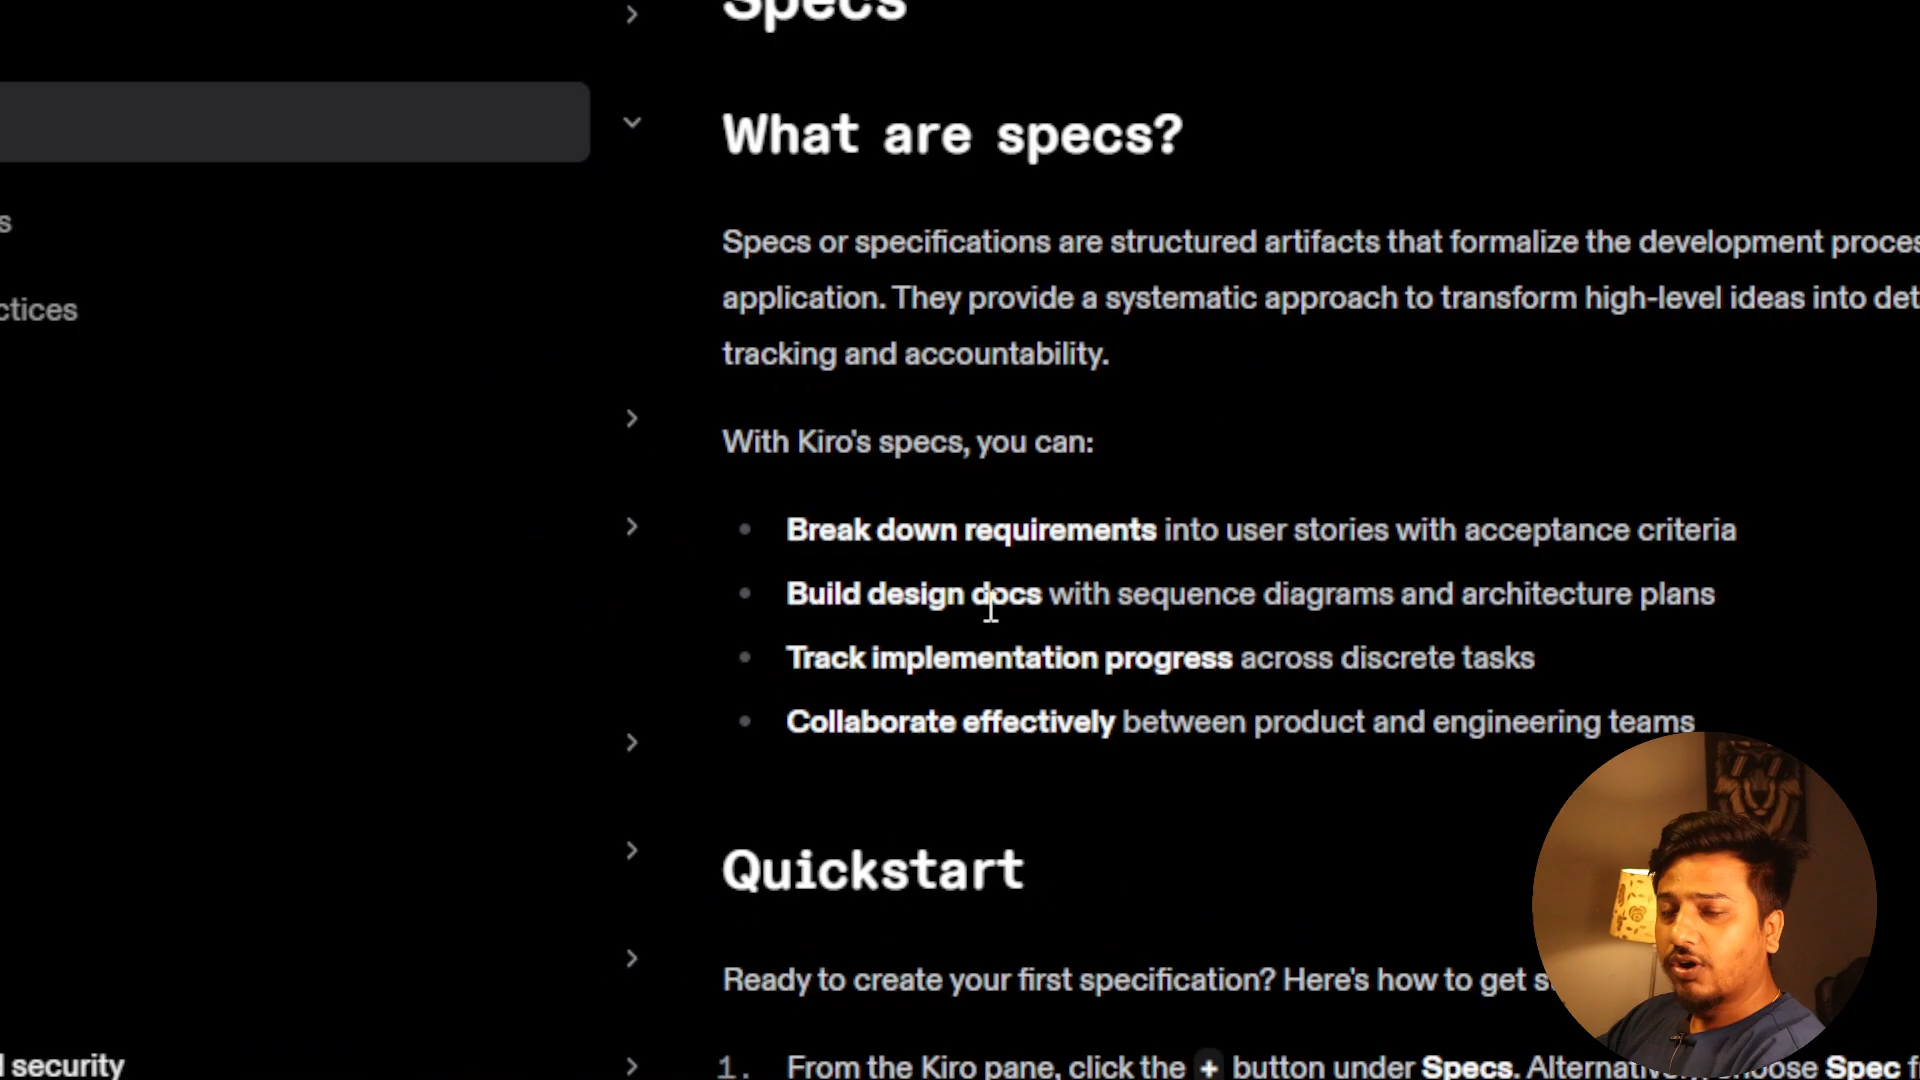 Specs
What are specs?
s
ctices
Specs or specifications are structured artifacts that formalize the development proces
application. They provide a systematic approach to transform high-level ideas into det
tracking and accountability.
With Kiro's specs, you can:
• Break down requirements into user stories with acceptance criteria
• Build design docs with sequence diagrams and architecture plans
• Track implementation progress across discrete tasks
• Collaborate effectively between product and engineering teams
Quickstart
Ready to create your first specification? Here's how to get s
l security
1. From the Kiro pane, click the + button under Specs. Alternativ oose Spec f